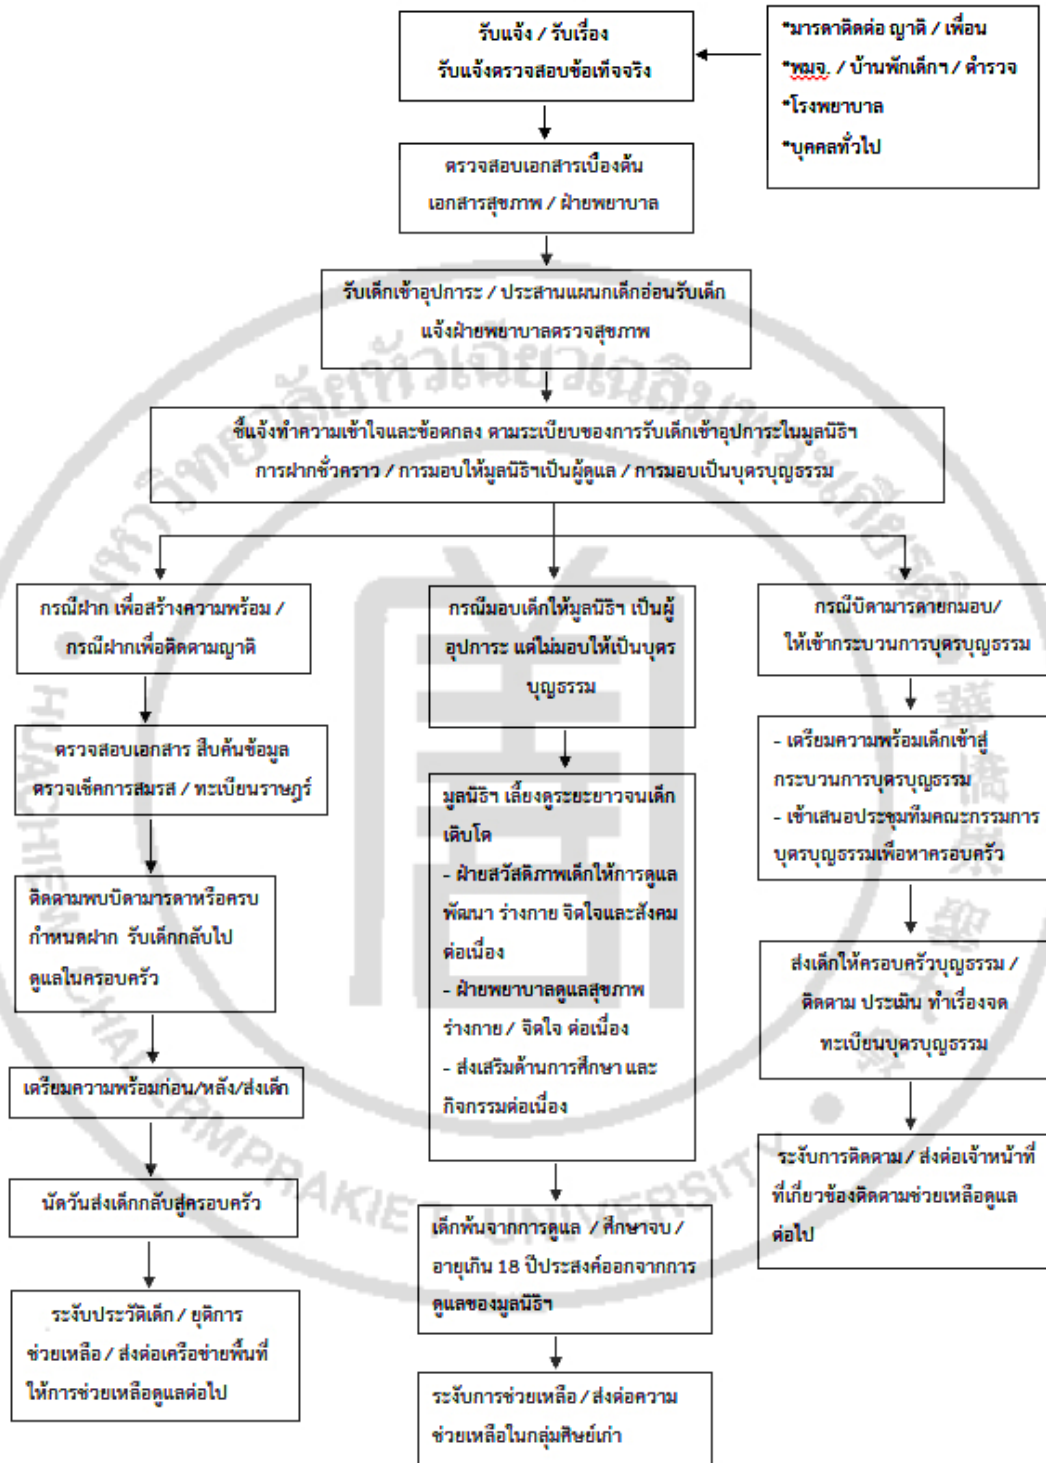 รับแจ้ง / รับเรื่อง
รับแจ้งตรวจสอบข้อเท็จจริง
*มารดาติดต่อ ญาติ / เพื่อน
*พมจ. / บ้านพักเด็กฯ / ตำรวจ
*โรงพยาบาล
*บุคคลทั่วไป
ตรวจสอบเอกสารเบื้องต้น
เอกสารสุขภาพ / ฝ่ายพยาบาล
รับเด็กเข้าอุปการะ / ประสานแผนกเด็กอ่อนรับเด็ก
แจ้งฝ่ายพยาบาลตรวจสุขภาพ
ชี้แจ้งทำความเข้าใจและข้อตกลง ตามระเบียบของการรับเด็กเข้าอุปการะในมูลนิธิฯ
การฝากชั่วคราว / การมอบให้มูลนิธิฯเป็นผู้ดูแล / การมอบเป็นบุตรบุญธรรม
กรณีฝาก เพื่อสร้างความพร้อม /
กรณีฝากเพื่อติดตามญาติ
ตรวจสอบเอกสาร สืบค้นข้อมูล
ตรวจเช็คการสมรส / ทะเบียนราษฎร์
ติดตามพบบิดามารดาหรือครบ
กำหนดฝาก รับเด็กกลับไป
ดูแลในครอบครัว
เตรียมความพร้อมก่อน/หลัง/ส่งเด็ก
นัดวันส่งเด็กกลับสู่ครอบครัว
ระงับประวัติเด็ก / ยุติการ
ช่วยเหลือ / ส่งต่อเครือข่ายพื้นที่
ให้การช่วยเหลือดูแลต่อไป
กรณีมอบเด็กให้มูลนิธิฯ เป็นผู้
อุปการะ แต่ไม่มอบให้เป็นบุตร
บุญธรรม
มูลนิธิฯ เลี้ยงดูระยะยาวจนเด็ก
เติบโต
- ฝ่ายสวัสดิภาพเด็กให้การดูแล
พัฒนา ร่างกาย จิตใจและสังคม
ต่อเนื่อง
- ฝ่ายพยาบาลดูแลสุขภาพ
ร่างกาย / จิตใจ ต่อเนื่อง
- ส่งเสริมด้านการศึกษา และ
กิจกรรมต่อเนื่อง
เด็กพ้นจากการดูแล / ศึกษาจบ /
อายุเกิน 18 ปีประสงค์ออกจากการ
ดูแลของมูลนิธิฯ
ระงับการช่วยเหลือ / ส่งต่อความ
ช่วยเหลือในกลุ่มศิษย์เก่า
กรณีบิดามารดายกมอบ/
ให้เข้ากระบวนการบุตรบุญธรรม
- เตรียมความพร้อมเด็กเข้าสู่
กระบวนการบุตรบุญธรรม
- เข้าเสนอประชุมทีมคณะกรรมการ
บุตรบุญธรรมเพื่อหาครอบครัว
ส่งเด็กให้ครอบครัวบุญธรรม /
ติดตาม ประเมิน ทำเรื่องจด
ทะเบียนบุตรบุญธรรม
ระงับการติดตาม / ส่งต่อเจ้าหน้าที่
ที่เกี่ยวข้องติดตามช่วยเหลือดูแล
ต่อไป
มหาวิทยาลัยหัวเฉียวเฉลิมพระเกียรติ
HUACHIEW CHALERMPRAKIET UNIVERSITY